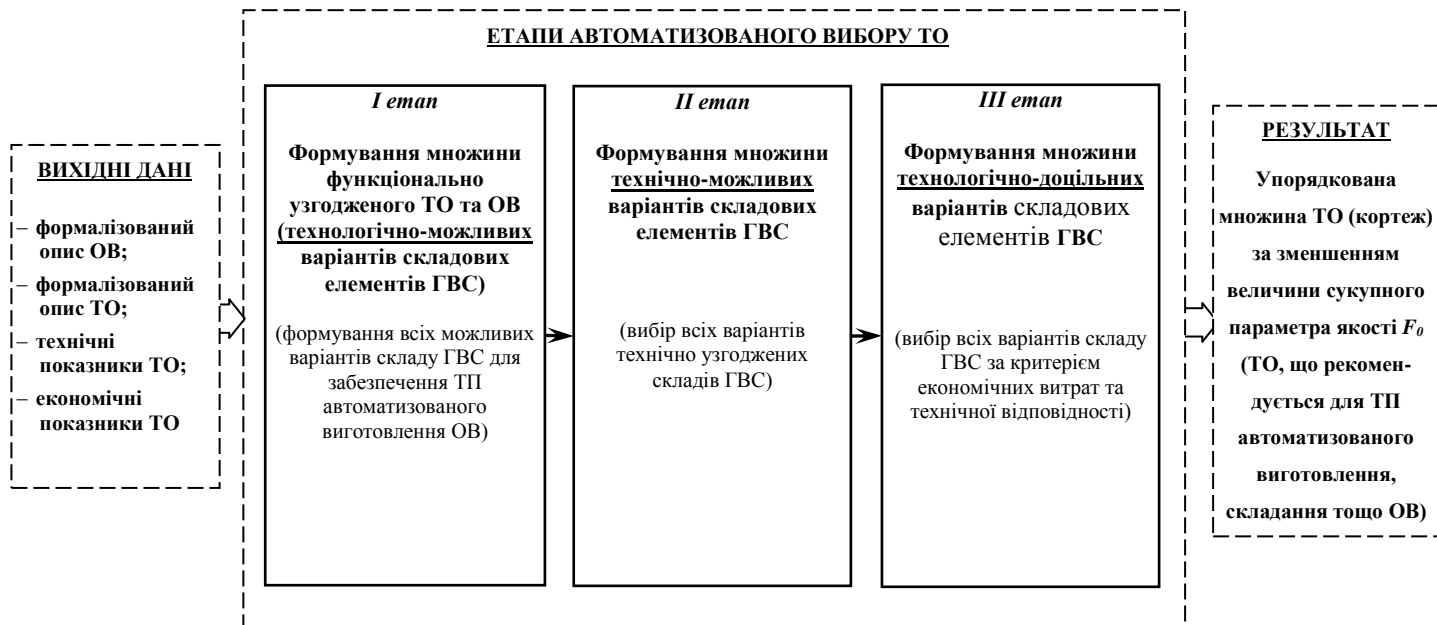 ЕТАПИ АВТОМАТИЗОВАНОГО ВИБОРУ ТО
ВИХІДНІ ДАНІ
– формалізований
опис ОВ;
– формалізований
опис ТО;
– технічні
показники ТО;
– економічні
показники ТО
I етап
Формування множини
функціонально
узгодженого ТО та ОВ
(технологічно-можливих
варіантів складових
елементів ГВС)
(формування всіх можливих
варіантів складу ГВС для
забезпечення ТП
автоматизованого
виготовлення ОВ)
II етап
Формування множини
технічно-можливих
варіантів складових
елементів ГВС
(вибір всіх варіантів
технічно узгоджених
складів ГВС)
III етап
Формування множини
технологічно-доцільних
варіантів складових
елементів ГВС
(вибір всіх варіантів складу
ГВС за критерієм
економічних витрат та
технічної відповідності)
РЕЗУЛЬТАТ
Упорядкована
множина ТО (кортеж)
за зменшенням
величини сукупного
параметра якості F0
(ТО, що рекомен-
дується для ТП
автоматизованого
виготовлення,
складання тощо ОВ)